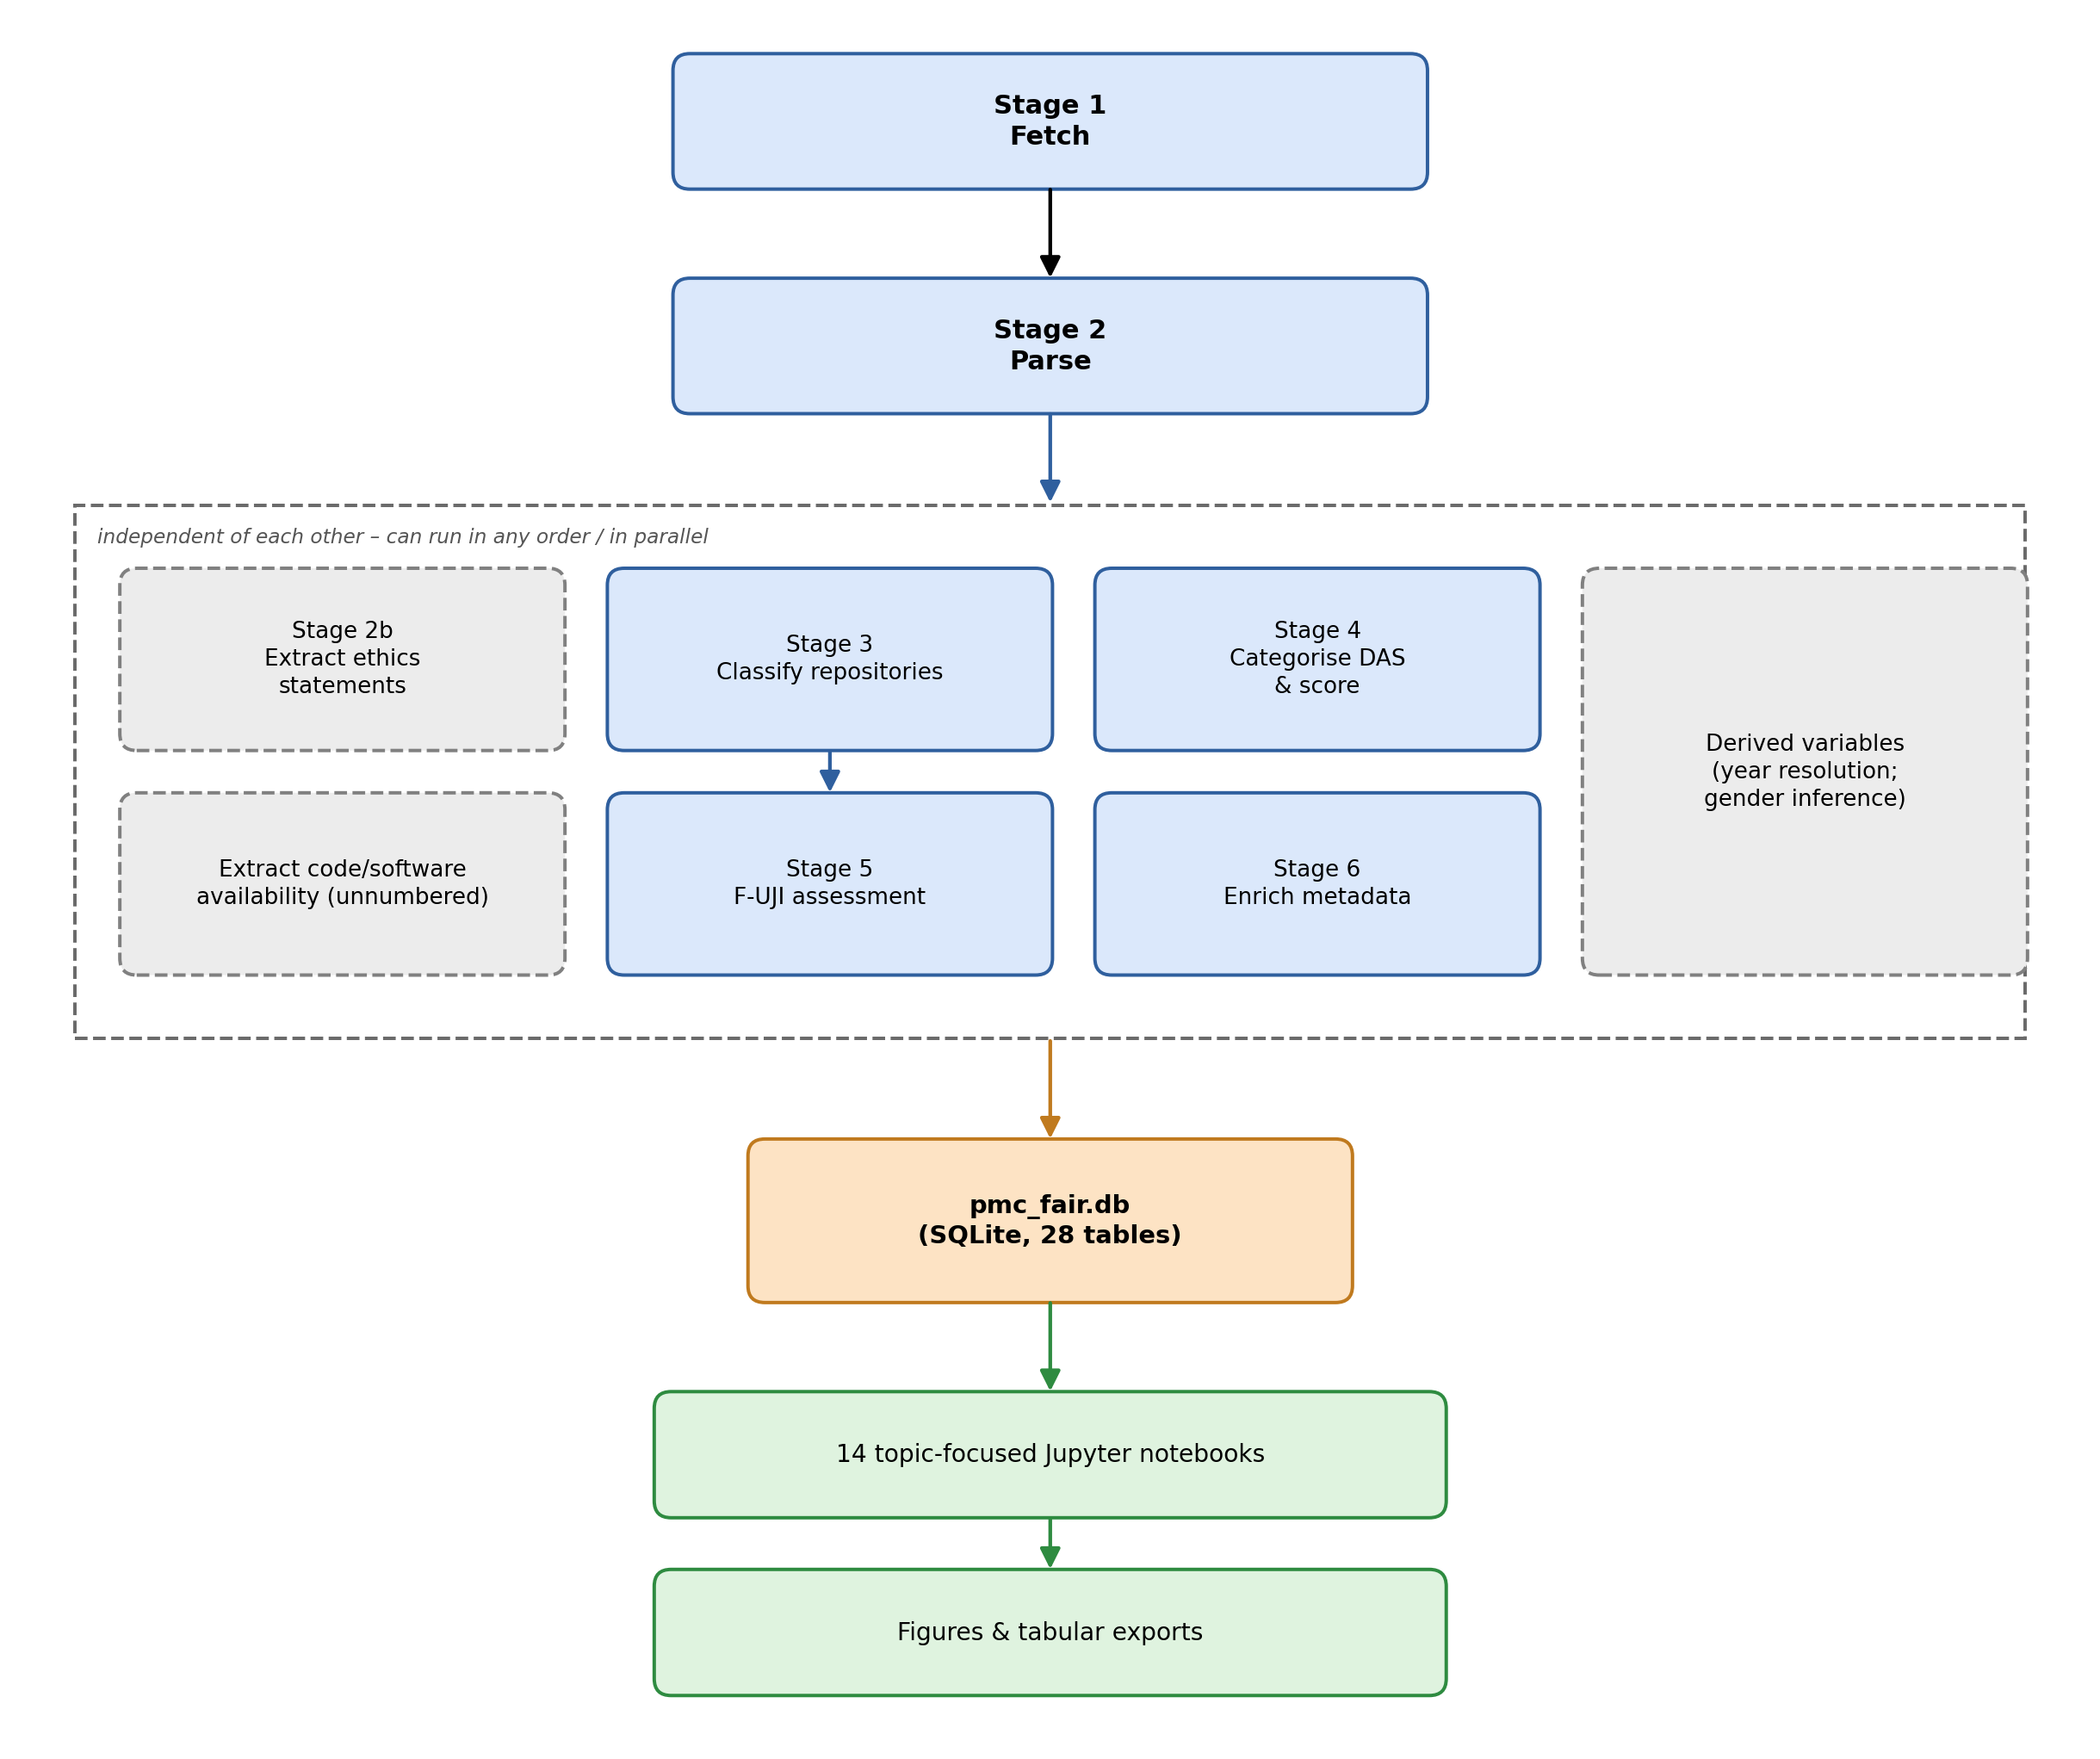 Stage 1
Fetch
Stage 2
Parse
independent of each other – can run in any order / in parallel
Stage 2b
Extract ethics
statements
Stage 3
Classify repositories
Stage 4
Categorise DAS
& score
Derived variables
(year resolution;
gender inference)
Extract code/software
availability (unnumbered)
Stage 5
F-UJI assessment
Stage 6
Enrich metadata
pmc_fair.db
(SQLite, 28 tables)
14 topic-focused Jupyter notebooks
Figures & tabular exports